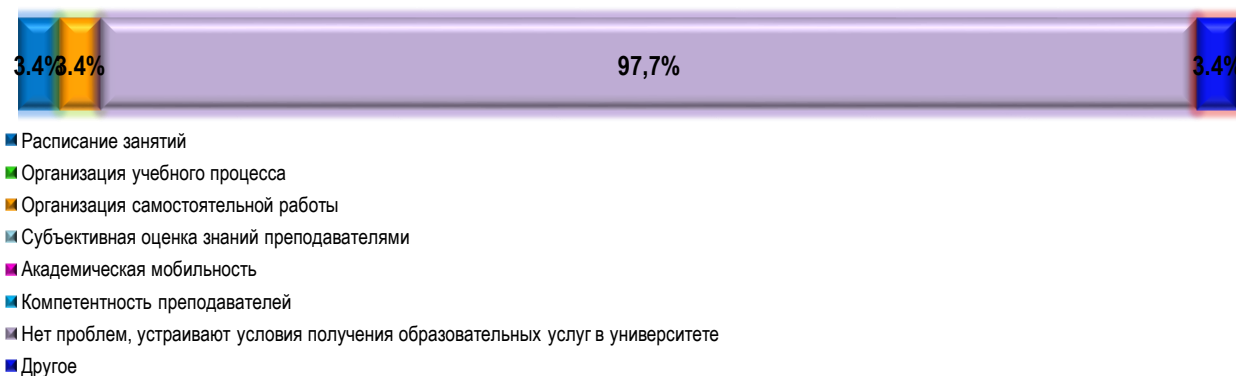 3.4% 3.4% 97,7% 3.4%
Расписание занятий
Организация учебного процесса
Организация самостоятельной работы
Субъективная оценка знаний преподавателями
Академическая мобильность
Компетентность преподавателей
Нет проблем, устраивают условия получения образовательных услуг в университете
Другое